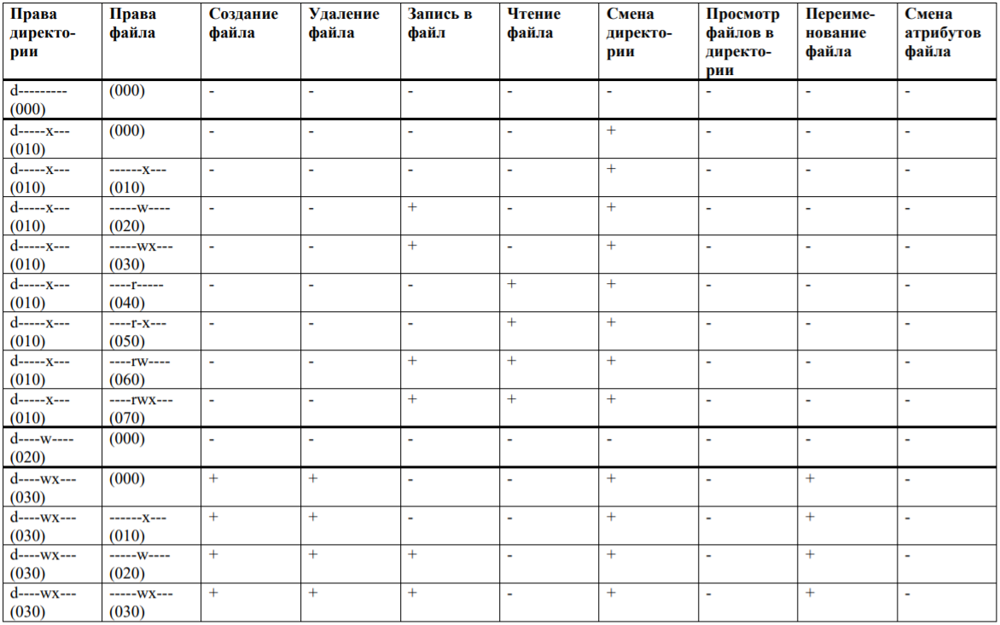 Права Права Создание Удаление Запись в Чтение Смена Просмотр Переиме- Смена
директо- файла файла файла файл файла директо- файлов в нование атрибутов
рии рии директо- файла файла
рии
d--------- (000) - - - - - - - -
(000)
d-----x--- (000) - - - - + - - -
(010)
d-----x--- ------x--- - - - - + - - -
(010) (010)
d-----x--- -----w---- - - + - + - - -
(010) (020)
d-----x--- -----wx--- - - + - + - - -
(010) (030)
d-----x--- ----r----- - - - + + - - -
(010) (040)
d-----x--- ----r-x--- - - - + + - - -
(010) (050)
d-----x--- ----rw---- - - + + + - - -
(010) (060)
d-----x--- ----rwx--- - - + + + - - -
(010) (070)
d----w---- (000) - - - - - - - -
(020)
d----wx--- (000) + + - - + - + -
(030)
d----wx--- ------x--- + + - - + - + -
(030) (010)
d----wx--- -----w---- + + + - + - + -
(030) (020)
d----wx--- -----wx--- + + + - + - + -
(030) (030)